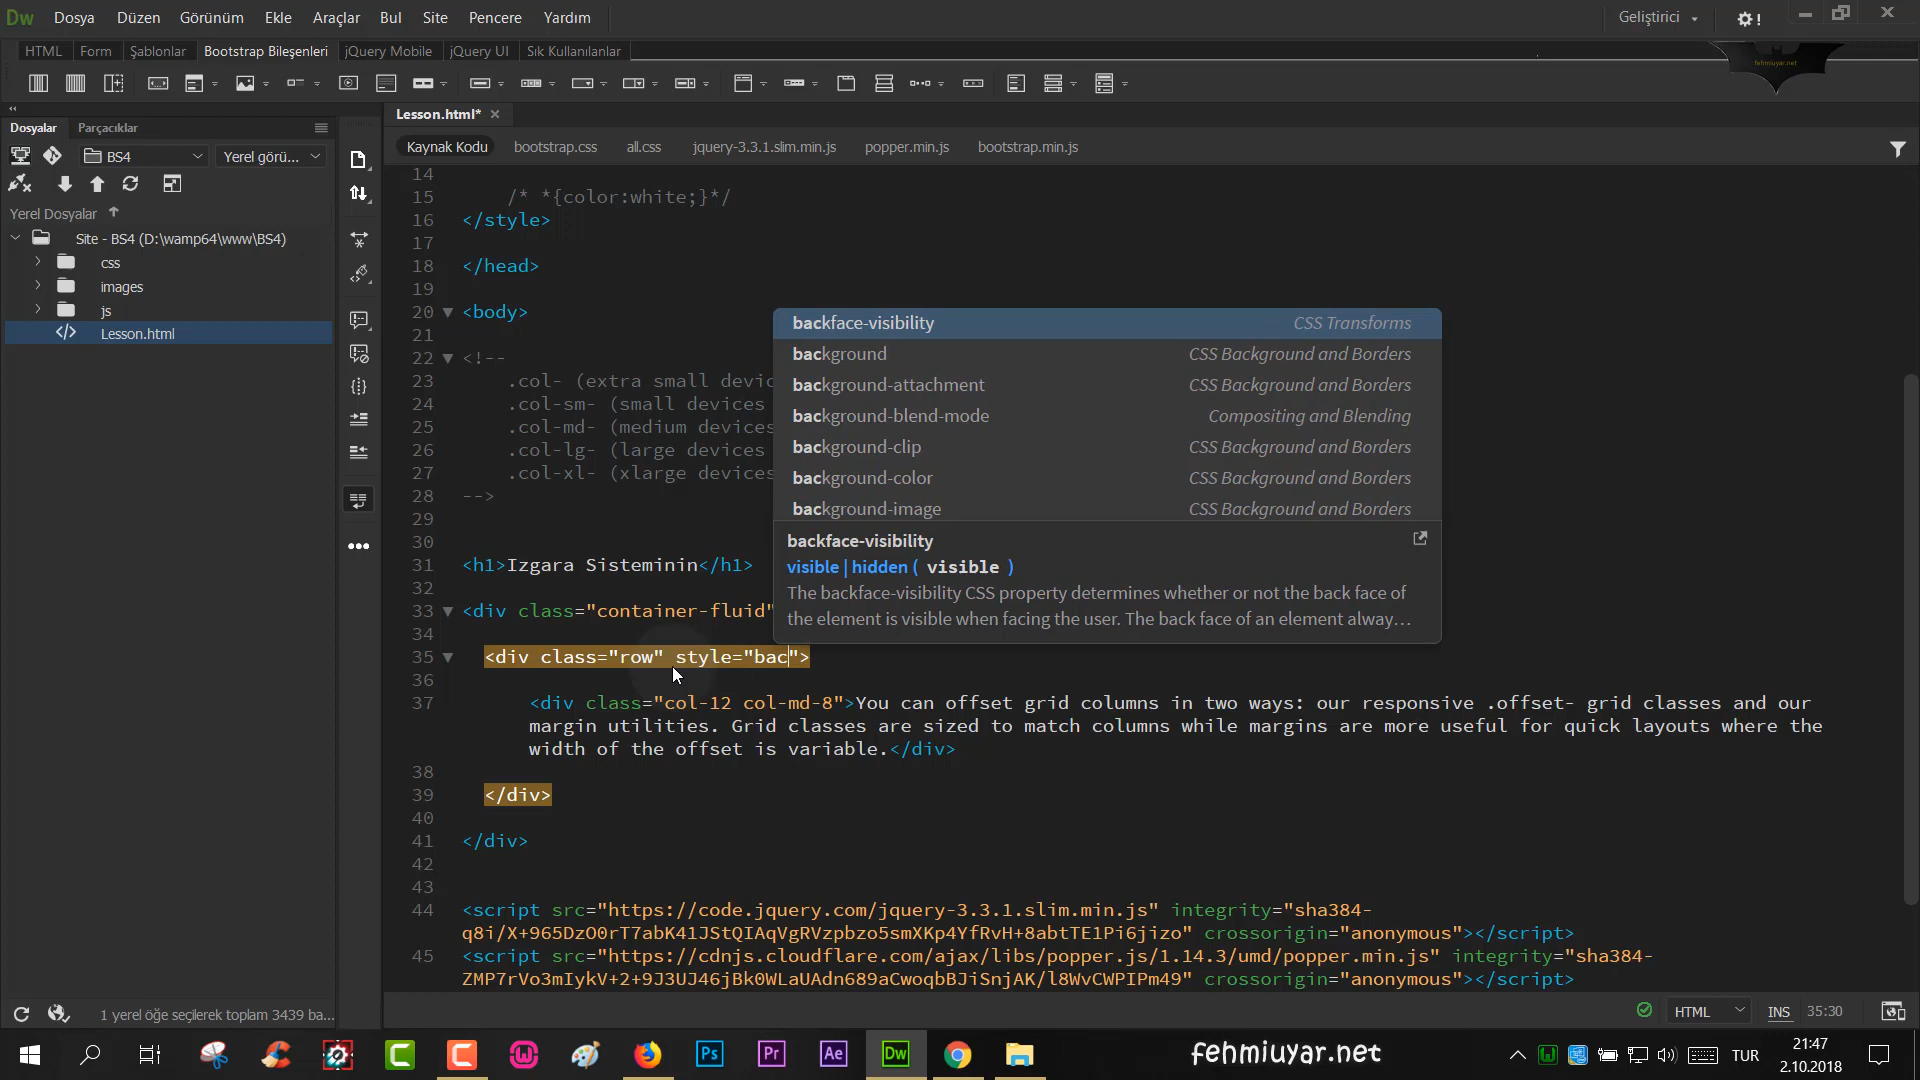 Dw Dosya Düzen Görünüm Ekle Araçlar Bul Site Pencere Yardım Geliştirici
HTML Form Şablonlar Bootstrap Bileşenleri jQuery Mobile jQuery UI Sık Kullanılanlar
fehmiuyar.net
Dosyalar Parçacıklar
BS4 Yerel görü...
Yerel Dosyalar
Site - BS4 (D:\wamp64\www\BS4)
css
images
js
Lesson.html
Lesson.html*
Kaynak Kodu bootstrap.css all.css jquery-3.3.1.slim.min.js popper.min.js bootstrap.min.js
14
15 /* *{color:white;}*/
16 </style>
17
18 </head>
19
20 <body>
21
22 <!--
23 .col- (extra small devic
24 .col-sm- (small devices
25 .col-md- (medium devices
26 .col-lg- (large devices
27 .col-xl- (xlarge devices
28 -->
29
30
31 <h1>Izgara Sisteminin</h1>
32
33 <div class="container-fluid"
34
35 <div class="row" style="bac">
36
37 <div class="col-12 col-md-8">You can offset grid columns in two ways: our responsive .offset- grid classes and our
margin utilities. Grid classes are sized to match columns while margins are more useful for quick layouts where the
width of the offset is variable.</div>
38
39 </div>
40
41 </div>
42
43
44 <script src="https://code.jquery.com/jquery-3.3.1.slim.min.js" integrity="sha384-
q8i/X+965DzO0rT7abK41JStQIAqVgRVzpbzo5smXKp4YfRvH+8abtTE1Pi6jizo" crossorigin="anonymous"></script>
45 <script src="https://cdnjs.cloudflare.com/ajax/libs/popper.js/1.14.3/umd/popper.min.js" integrity="sha384-
ZMP7rVo3mIykV+2+9J3UJ46jBk0WLaUAdn689aCwoqbBJiSnjAK/l8WvCWPIPm49" crossorigin="anonymous"></script>
backface-visibility CSS Transforms
background CSS Background and Borders
background-attachment CSS Background and Borders
background-blend-mode Compositing and Blending
background-clip CSS Background and Borders
background-color CSS Background and Borders
background-image CSS Background and Borders
backface-visibility
visible | hidden ( visible )
The backface-visibility CSS property determines whether or not the back face of
the element is visible when facing the user. The back face of an element alway...
1 yerel öğe seçilerek toplam 3439 ba...
HTML INS 35:30
Ps Pr Ae Dw
fehmiuyar.net
TUR
21:47
2.10.2018